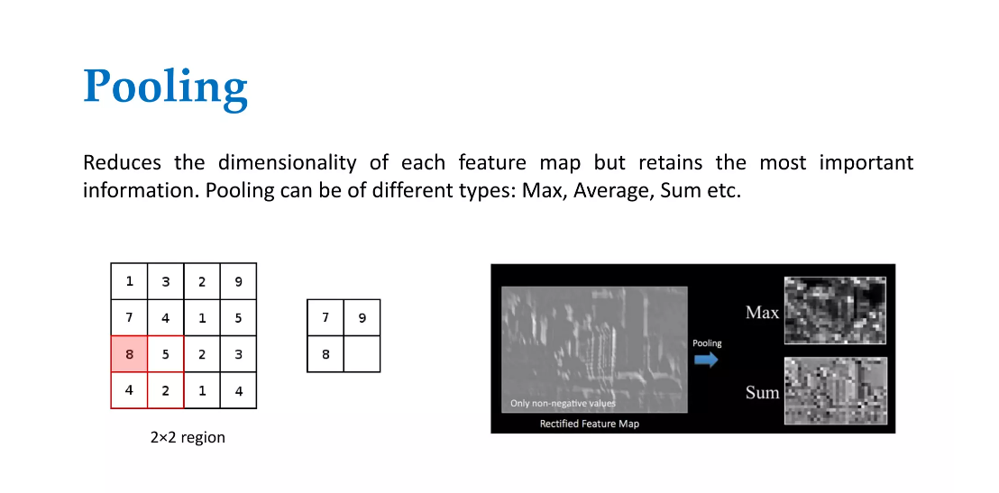 Pooling
Reduces the dimensionality of each feature map but retains the most important
information. Pooling can be of different types: Max, Average, Sum etc.
1 3 2 9
7 4 1 5
8 5 2 3
4 2 1 4
2×2 region
7 9
8
Only non-negative values
Rectified Feature Map
Pooling
Max
Sum